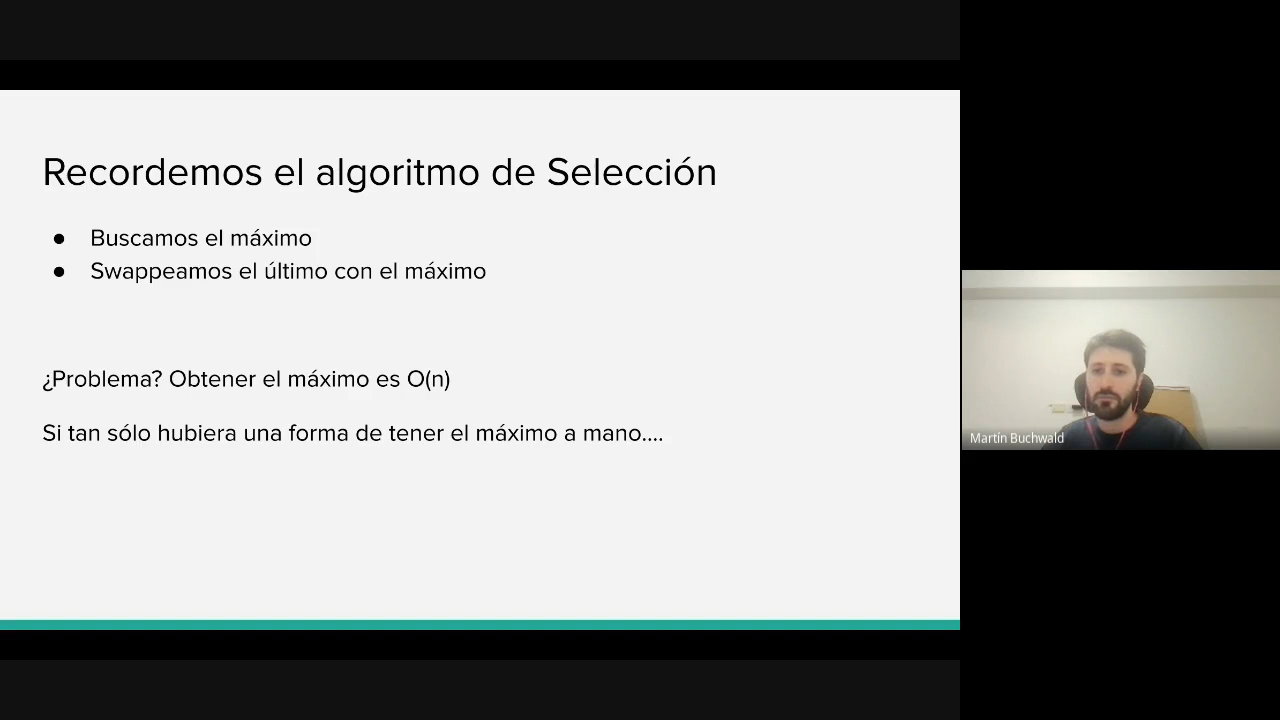 Recordemos el algoritmo de Selección
● Buscamos el máximo
● Swappeamos el último con el máximo
¿Problema? Obtener el máximo es O(n)
Si tan sólo hubiera una forma de tener el máximo a mano....
Martín Buchwald